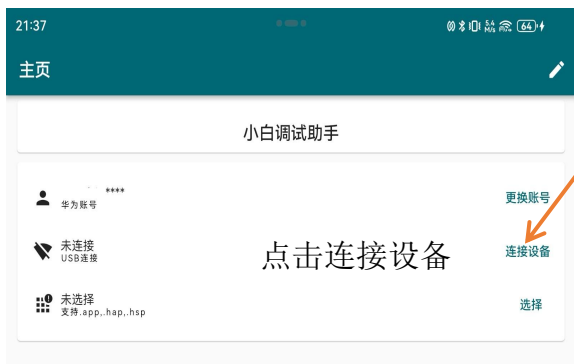 21:37
5.4 M/s
64
主页
小白调试助手
****
华为账号
更换账号
未连接
USB连接
点击连接设备
连接设备
未选择
支持.app,.hap,.hsp
选择